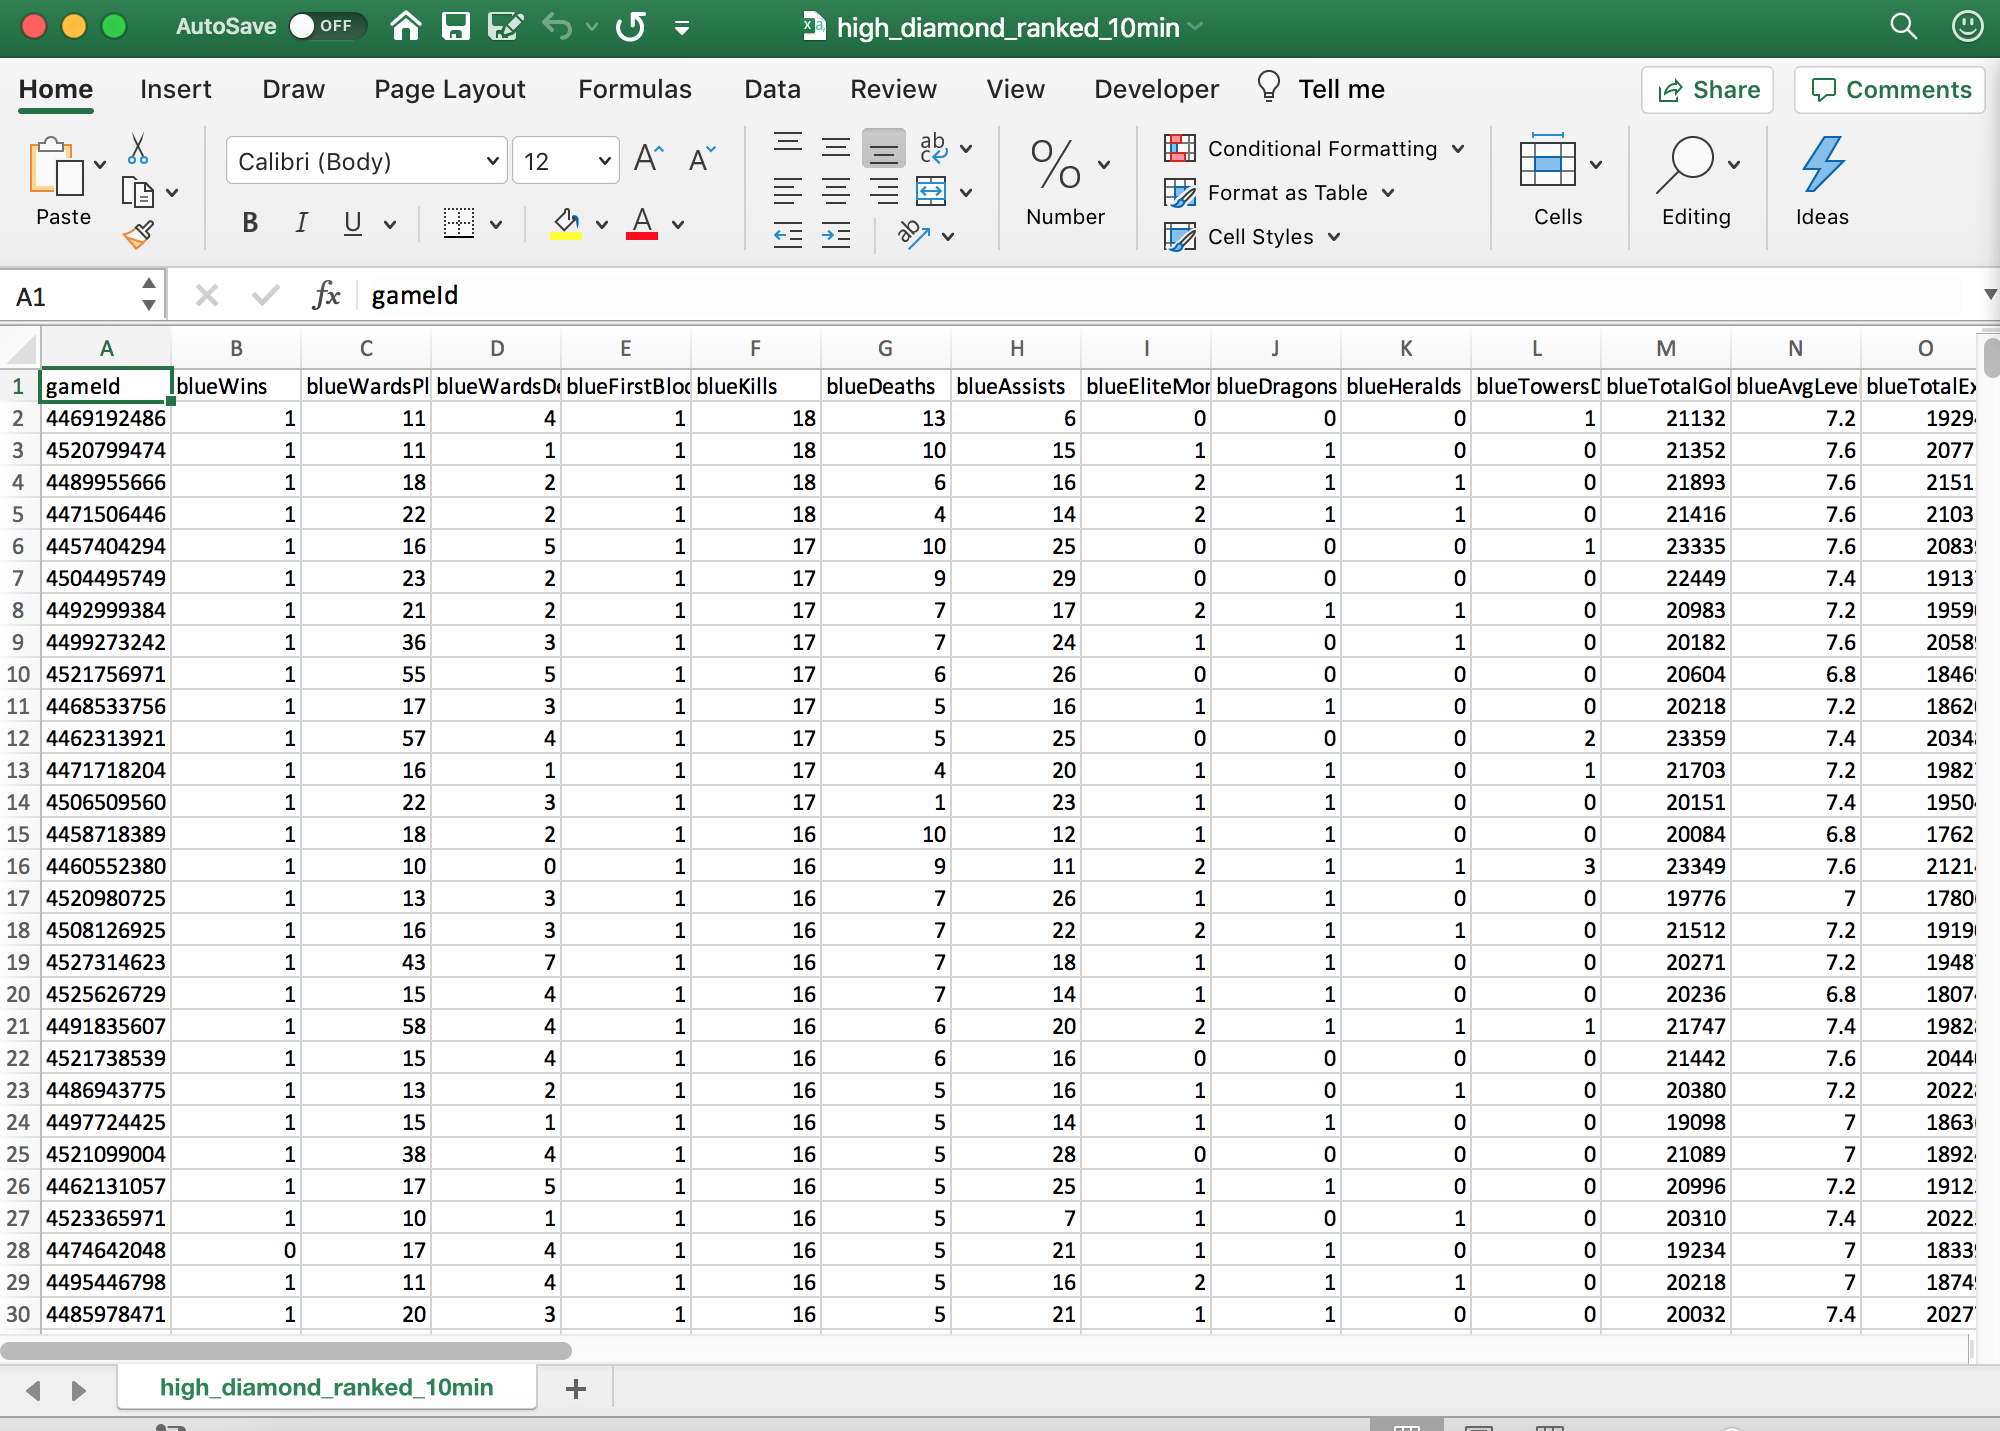 AutoSave OFF high_diamond_ranked_10min
Home Insert Draw Page Layout Formulas Data Review View Developer Tell me Share Comments
Paste Calibri (Body) 12 A A B I U A ab c ab % Number Conditional Formatting Format as Table Cell Styles Cells Editing Ideas
A1 fx gameId
A B C D E F G H I J K L M N O
1 gameId blueWins blueWardsPl blueWardsDe blueFirstBloo blueKills blueDeaths blueAssists blueEliteMor blueDragons blueHeralds blueTowersD blueTotalGol blueAvgLeve blueTotalEx
2 4469192486 1 11 4 1 18 13 6 0 0 0 1 21132 7.2 1929
3 4520799474 1 11 1 1 18 10 15 1 1 0 0 21352 7.6 2077
4 4489955666 1 18 2 1 18 6 16 2 1 1 0 21893 7.6 2151
5 4471506446 1 22 2 1 18 4 14 2 1 1 0 21416 7.6 2103
6 4457404294 1 16 5 1 17 10 25 0 0 0 1 23335 7.6 2083
7 4504495749 1 23 2 1 17 9 29 0 0 0 0 22449 7.4 1913
8 4492999384 1 21 2 1 17 7 17 2 1 1 0 20983 7.2 1959
9 4499273242 1 36 3 1 17 7 24 1 0 1 0 20182 7.6 2058
10 4521756971 1 55 5 1 17 6 26 0 0 0 0 20604 6.8 1846
11 4468533756 1 17 3 1 17 5 16 1 1 0 0 20218 7.2 1862
12 4462313921 1 57 4 1 17 5 25 0 0 0 2 23359 7.4 2034
13 4471718204 1 16 1 1 17 4 20 1 1 0 1 21703 7.2 1982
14 4506509560 1 22 3 1 17 1 23 1 1 0 0 20151 7.4 1950
15 4458718389 1 18 2 1 16 10 12 1 1 0 0 20084 6.8 1762
16 4460552380 1 10 0 1 16 9 11 2 1 1 3 23349 7.6 2121
17 4520980725 1 13 3 1 16 7 26 1 1 0 0 19776 7 1780
18 4508126925 1 16 3 1 16 7 22 2 1 1 0 21512 7.2 1919
19 4527314623 1 43 7 1 16 7 18 1 1 0 0 20271 7.2 1948
20 4525626729 1 15 4 1 16 7 14 1 1 0 0 20236 6.8 1807
21 4491835607 1 58 4 1 16 6 20 2 1 1 1 21747 7.4 1982
22 4521738539 1 15 4 1 16 6 16 0 0 0 0 21442 7.6 2044
23 4486943775 1 13 2 1 16 5 16 1 0 1 0 20380 7.2 2022
24 4497724425 1 15 1 1 16 5 14 1 1 0 0 19098 7 1863
25 4521099004 1 38 4 1 16 5 28 0 0 0 0 21089 7 1892
26 4462131057 1 17 5 1 16 5 25 1 1 0 0 20996 7.2 1912
27 4523365971 1 10 1 1 16 5 7 1 0 1 0 20310 7.4 2022
28 4474642048 0 17 4 1 16 5 21 1 1 0 0 19234 7 1833
29 4495446798 1 11 4 1 16 5 16 2 1 1 0 20218 7 1874
30 4485978471 1 20 3 1 16 5 21 1 1 0 0 20032 7.4 2027
high_diamond_ranked_10min +